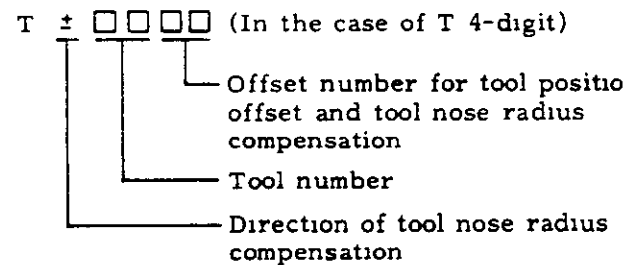 T ± □□ □□ (In the case of T 4-digit)
Offset number for tool positio
offset and tool nose radius
compensation
Tool number
Direction of tool nose radius
compensation